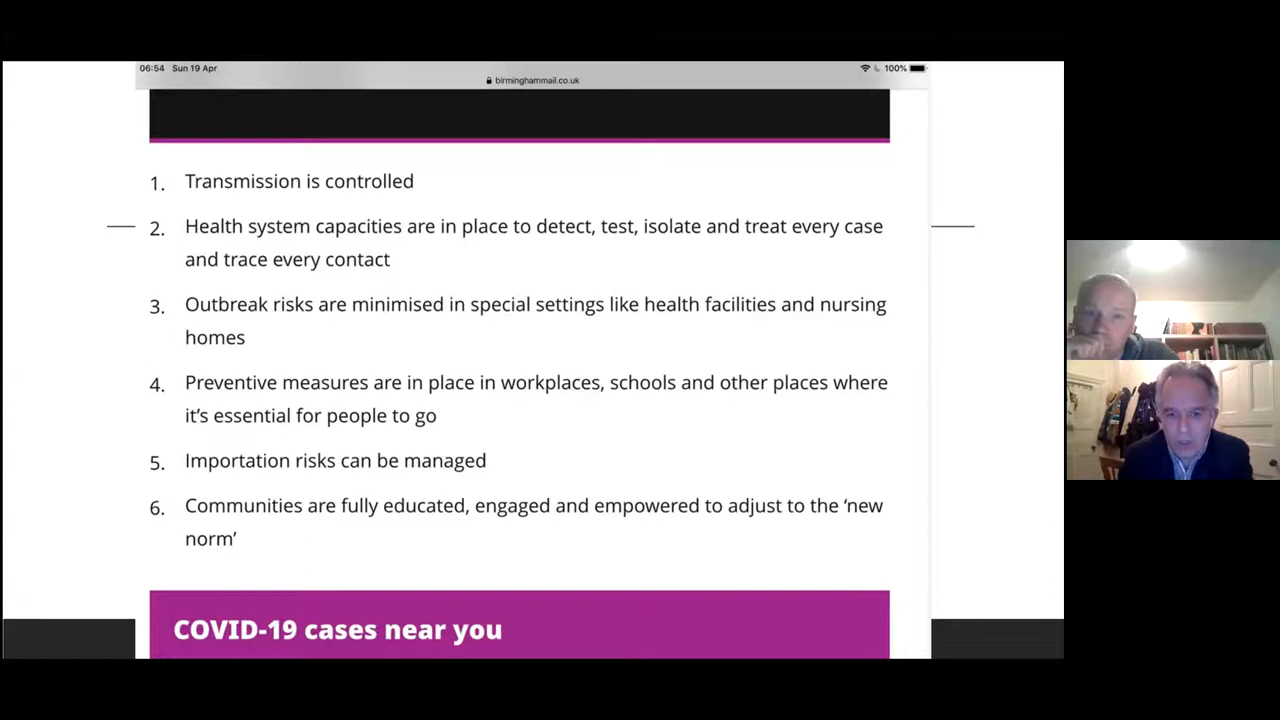 06:54 Sun 19 Apr
100%
birminghammail.co.uk
1. Transmission is controlled
2. Health system capacities are in place to detect, test, isolate and treat every case
and trace every contact
3. Outbreak risks are minimised in special settings like health facilities and nursing
homes
4. Preventive measures are in place in workplaces, schools and other places where
it’s essential for people to go
5. Importation risks can be managed
6. Communities are fully educated, engaged and empowered to adjust to the ‘new
norm’
COVID-19 cases near you